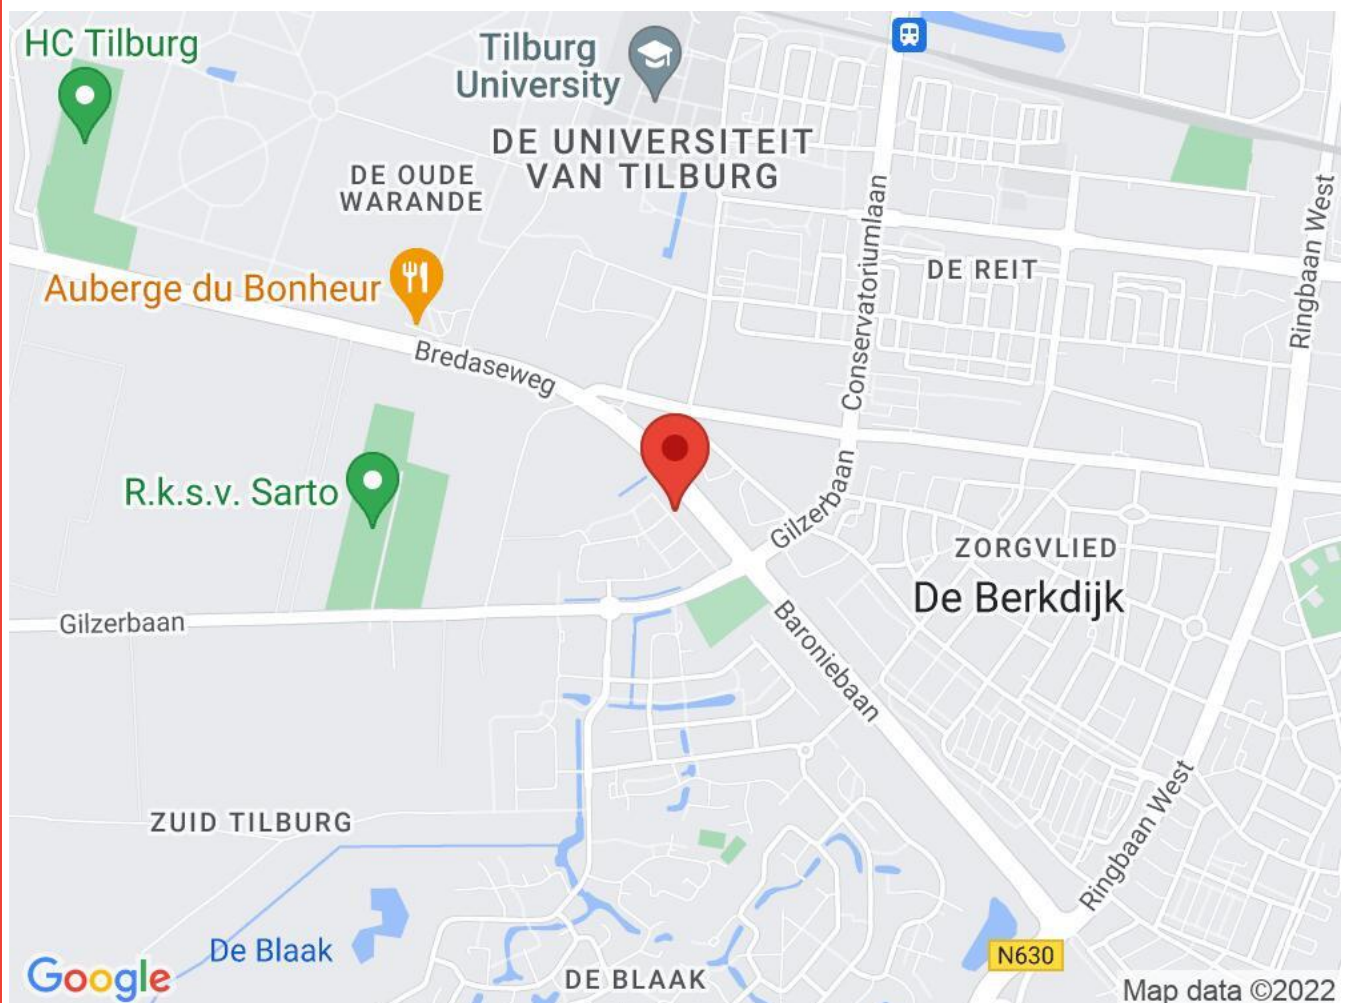 HC Tilburg
Tilburg
University
DE UNIVERSITEIT
VAN TILBURG
DE OUDE
WARANDE
Conservatoriumlaan
Ringbaan West
DE REIT
Auberge du Bonheur
Bredaseweg
R.k.s.v. Sarto
Gilzerbaan
ZORGVLIED
De Berkdijk
Gilzerbaan
Baroniebaan
ZUID TILBURG
Ringbaan West
De Blaak
N630
DE BLAAK
Google
Map data ©2022